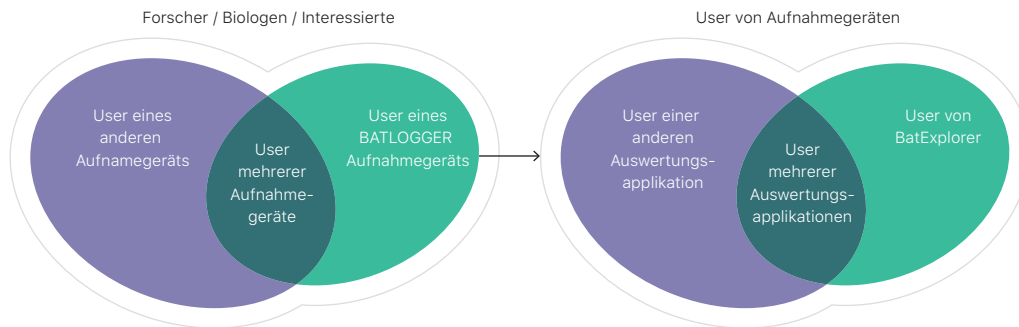 Forscher / Biologen / Interessierte
User eines
anderen
Aufnamegeräts
User
mehrerer
Aufnahme-
geräte
User eines
BATLOGGER
Aufnahmegeräts
User von Aufnahmegeräten
User einer
anderen
Auswertungs-
applikation
User
mehrerer
Auswertungs-
applikationen
User von
BatExplorer